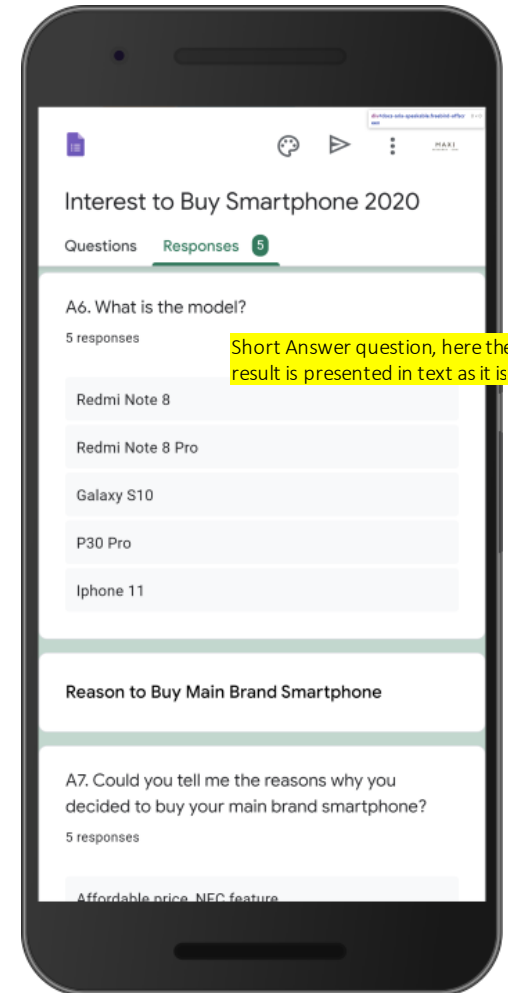 MAXI
Interest to Buy Smartphone 2020
Questions Responses 5
A6. What is the model?
5 responses
Short Answer question, here the
result is presented in text as it is
Redmi Note 8
Redmi Note 8 Pro
Galaxy S10
P30 Pro
Iphone 11
Reason to Buy Main Brand Smartphone
A7. Could you tell me the reasons why you
decided to buy your main brand smartphone?
5 responses
Affordable price, NFC feature